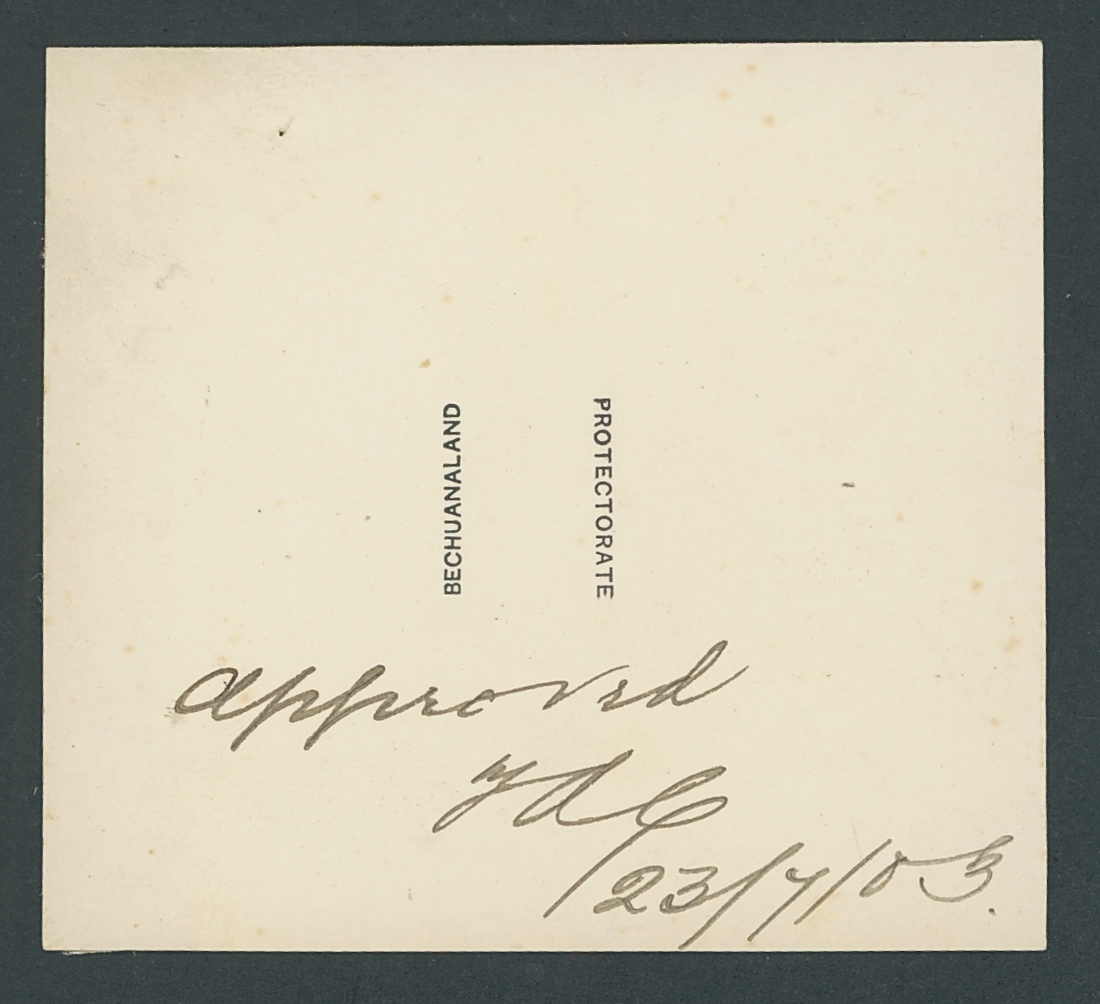 BECHUANALAND
PROTECTORATE
approved
23/7/03.